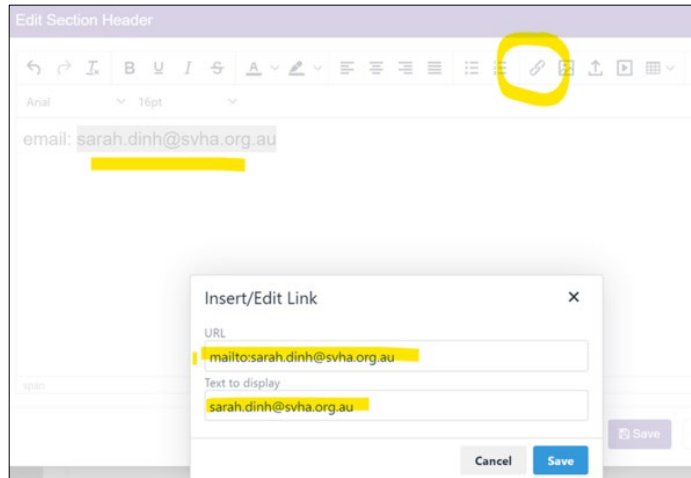 Edit Section Header
B U I S A
Arial 16pt
email: sarah.dinh@svha.org.au
Insert/Edit Link
URL
mailto:sarah.dinh@svha.org.au
Text to display
sarah.dinh@svha.org.au
span
Save
Cancel Save